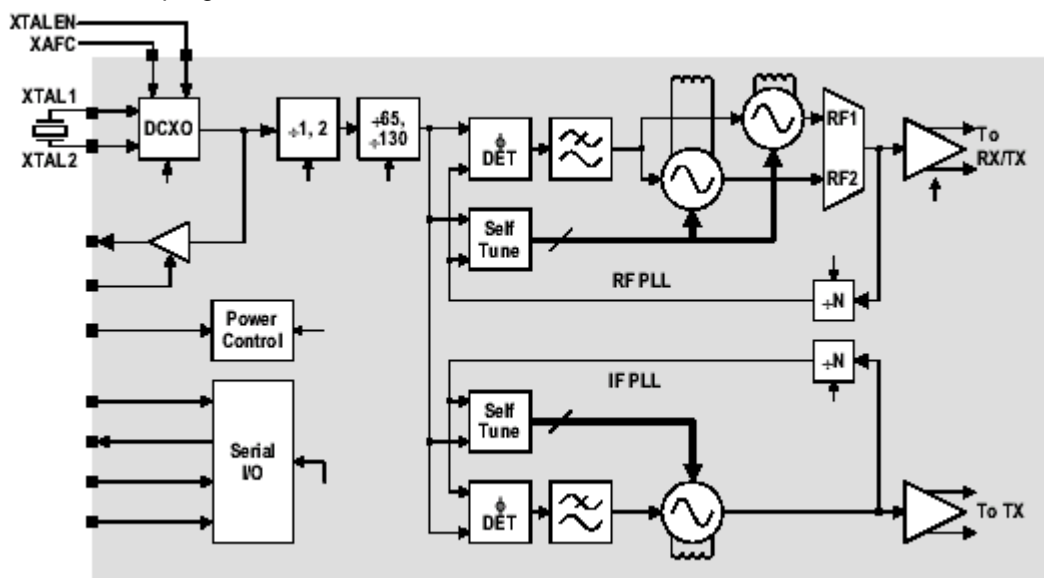 XTALEN
XAFC
XTAL1
XTAL2
DCXO
÷1, 2
÷65,
÷130
ϕ
DET
Self
Tune
RF1
RF2
To
RX/TX
RF PLL
÷N
Power
Control
÷N
IF PLL
Self
Tune
Serial
I/O
ϕ
DET
To TX